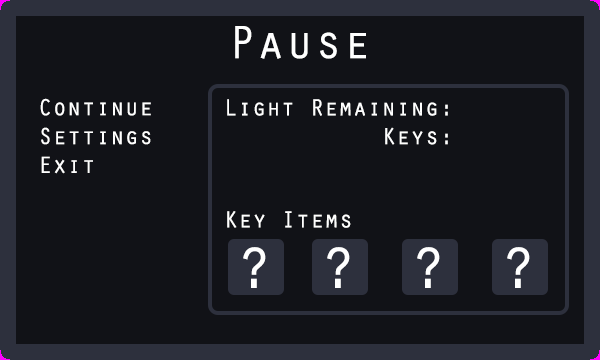 Pause
Continue
Settings
Exit
Light Remaining:
Keys:
Key Items
? ? ? ?